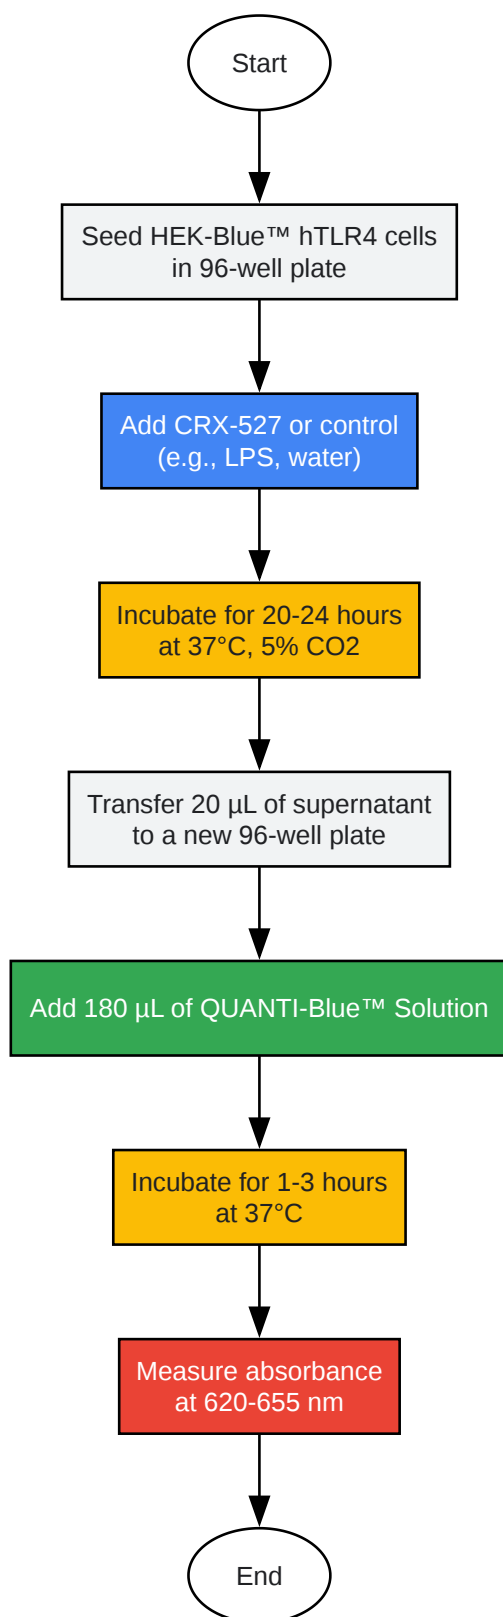 Start
Seed HEK-Blue™ hTLR4 cells
in 96-well plate
Add CRX-527 or control
(e.g., LPS, water)
Incubate for 20-24 hours
at 37°C, 5% CO2
Transfer 20 µL of supernatant
to a new 96-well plate
Add 180 µL of QUANTI-Blue™ Solution
Incubate for 1-3 hours
at 37°C
Measure absorbance
at 620-655 nm
End